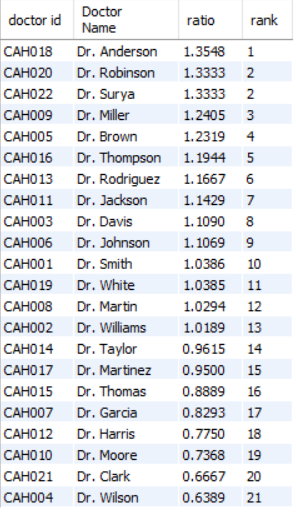 doctor id Doctor Name ratio rank
CAH018 Dr. Anderson 1.3548 1
CAH020 Dr. Robinson 1.3333 2
CAH022 Dr. Surya 1.3333 2
CAH009 Dr. Miller 1.2405 3
CAH005 Dr. Brown 1.2319 4
CAH016 Dr. Thompson 1.1944 5
CAH013 Dr. Rodriguez 1.1667 6
CAH011 Dr. Jackson 1.1429 7
CAH003 Dr. Davis 1.1090 8
CAH006 Dr. Johnson 1.1069 9
CAH001 Dr. Smith 1.0386 10
CAH019 Dr. White 1.0385 11
CAH008 Dr. Martin 1.0294 12
CAH002 Dr. Williams 1.0189 13
CAH014 Dr. Taylor 0.9615 14
CAH017 Dr. Martinez 0.9500 15
CAH015 Dr. Thomas 0.8889 16
CAH007 Dr. Garcia 0.8293 17
CAH012 Dr. Harris 0.7750 18
CAH010 Dr. Moore 0.7368 19
CAH021 Dr. Clark 0.6667 20
CAH004 Dr. Wilson 0.6389 21